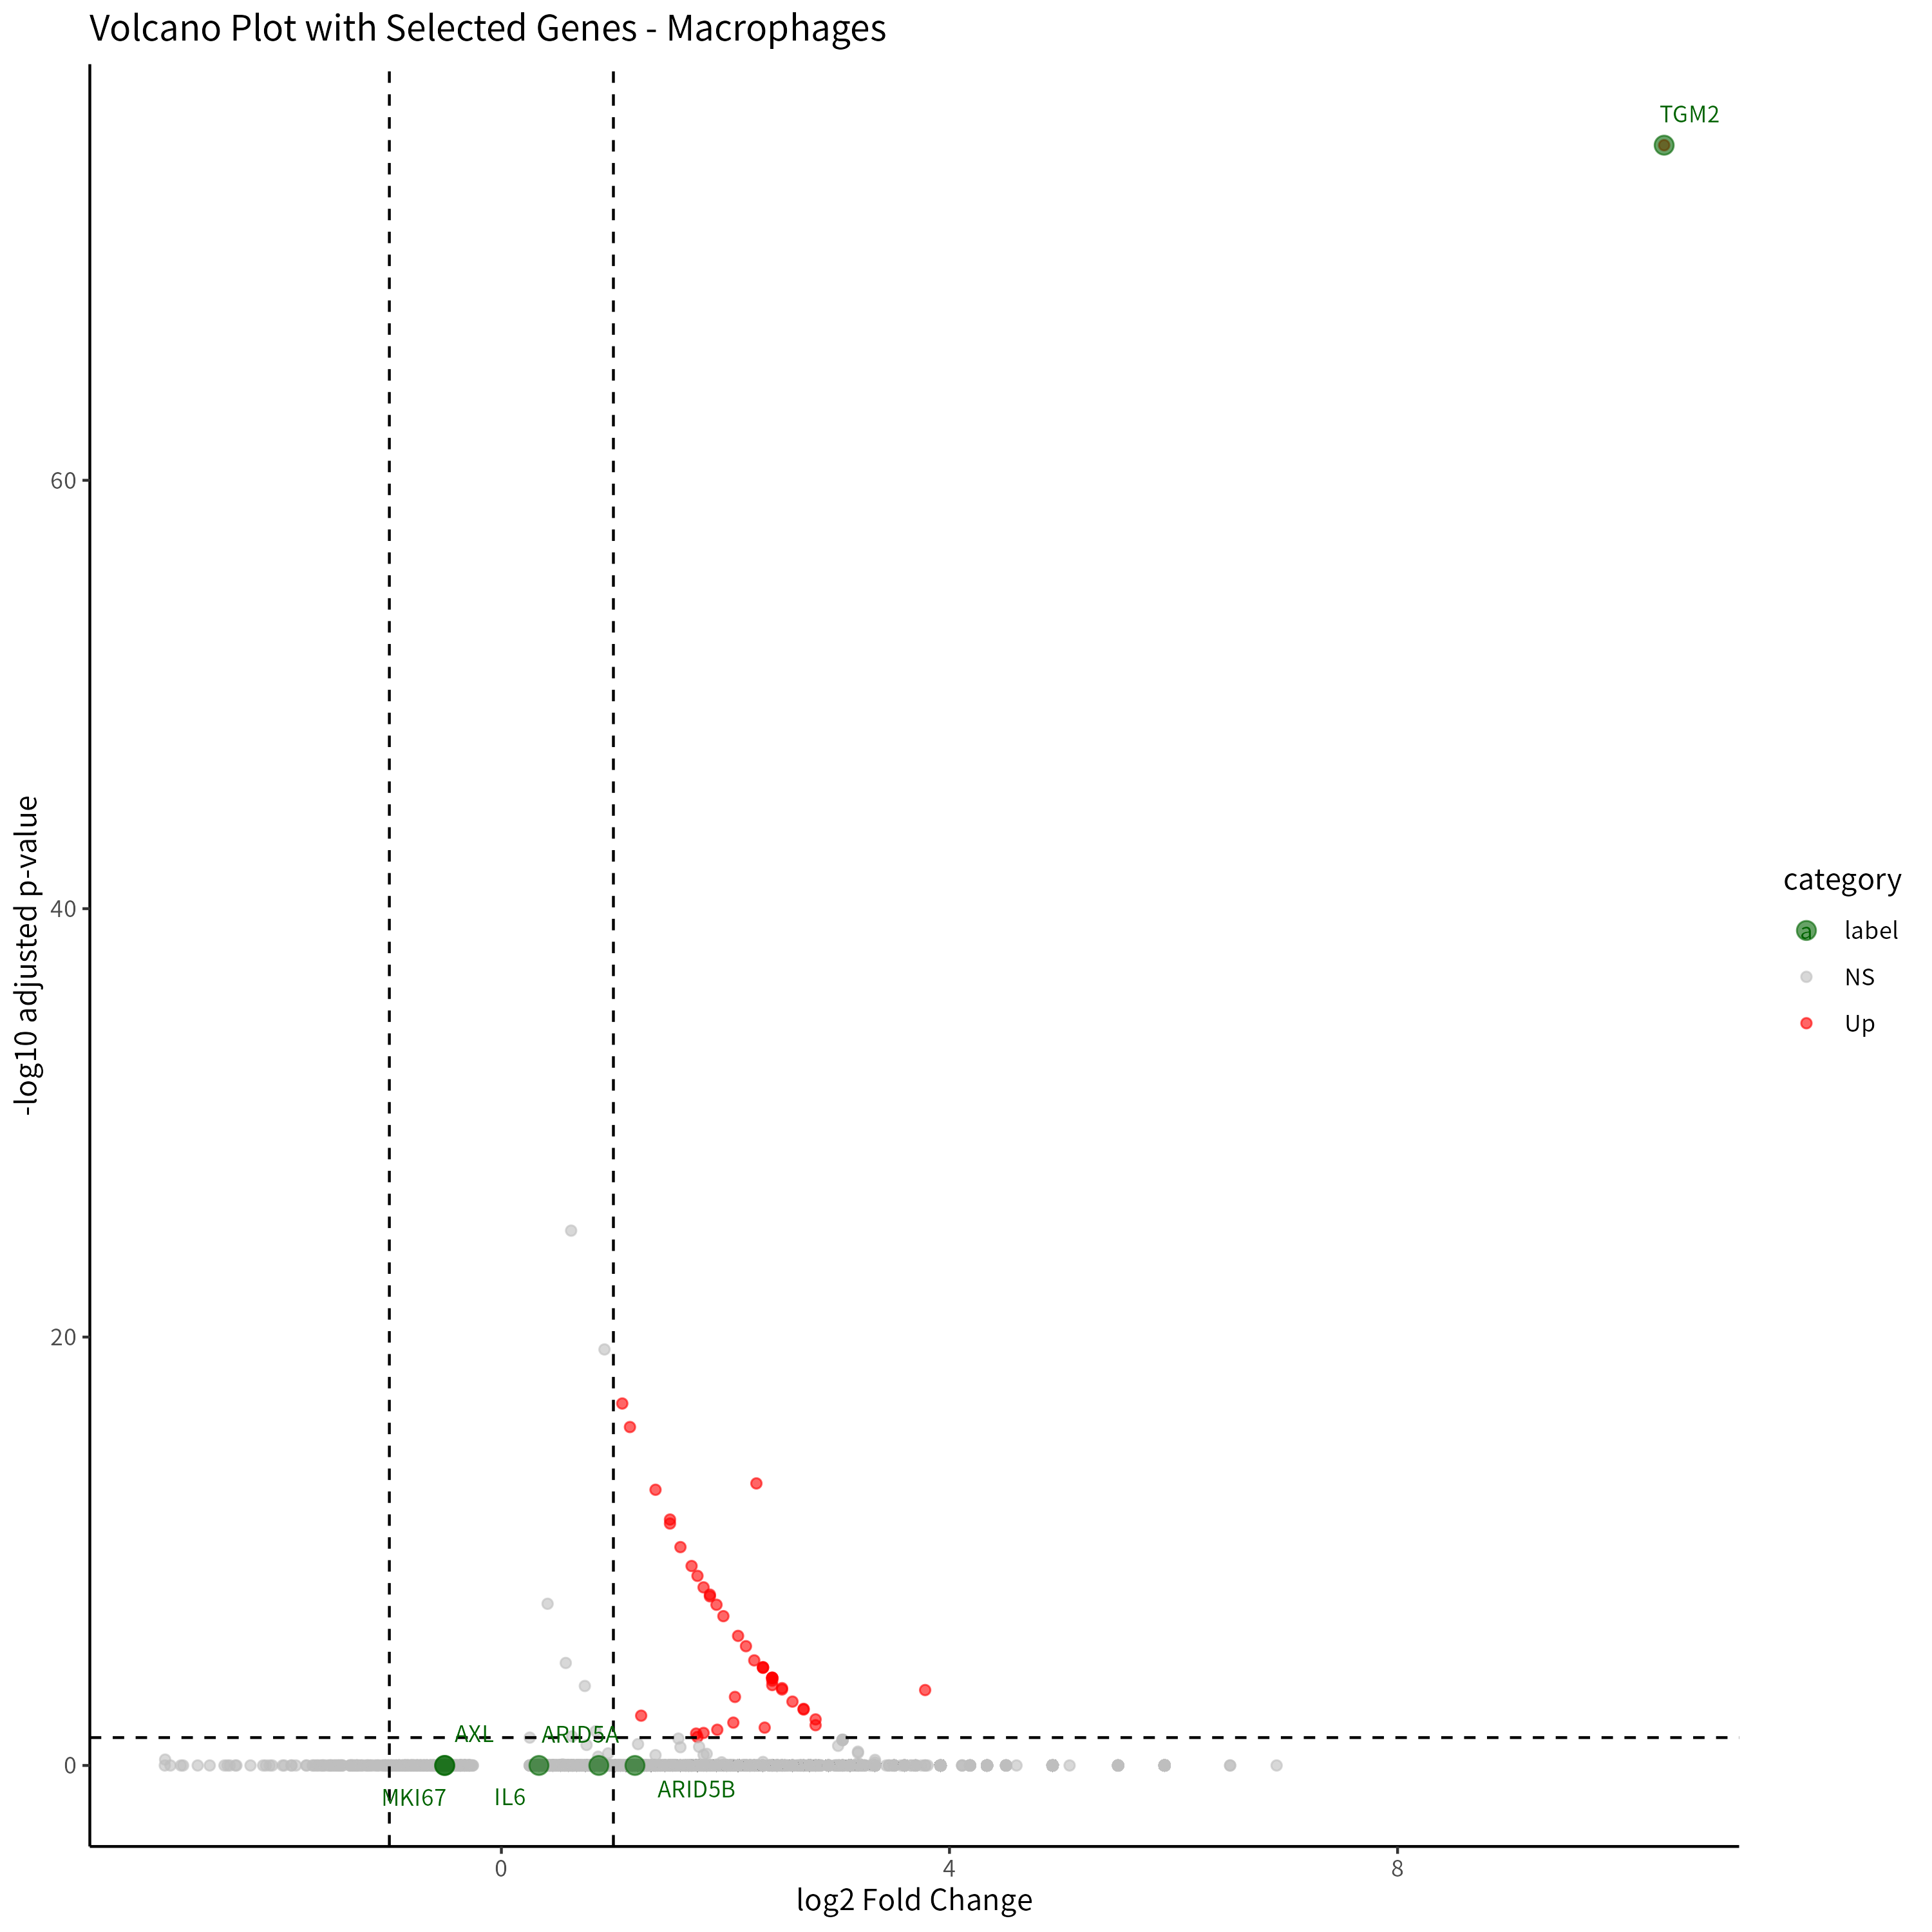 Volcano Plot with Selected Genes - Macrophages
TGM2
60
40
20
0
-log10 adjusted p-value
AXL
ARID5A
MKI67
IL6
ARID5B
0
4
8
log2 Fold Change
category
a
label
NS
Up